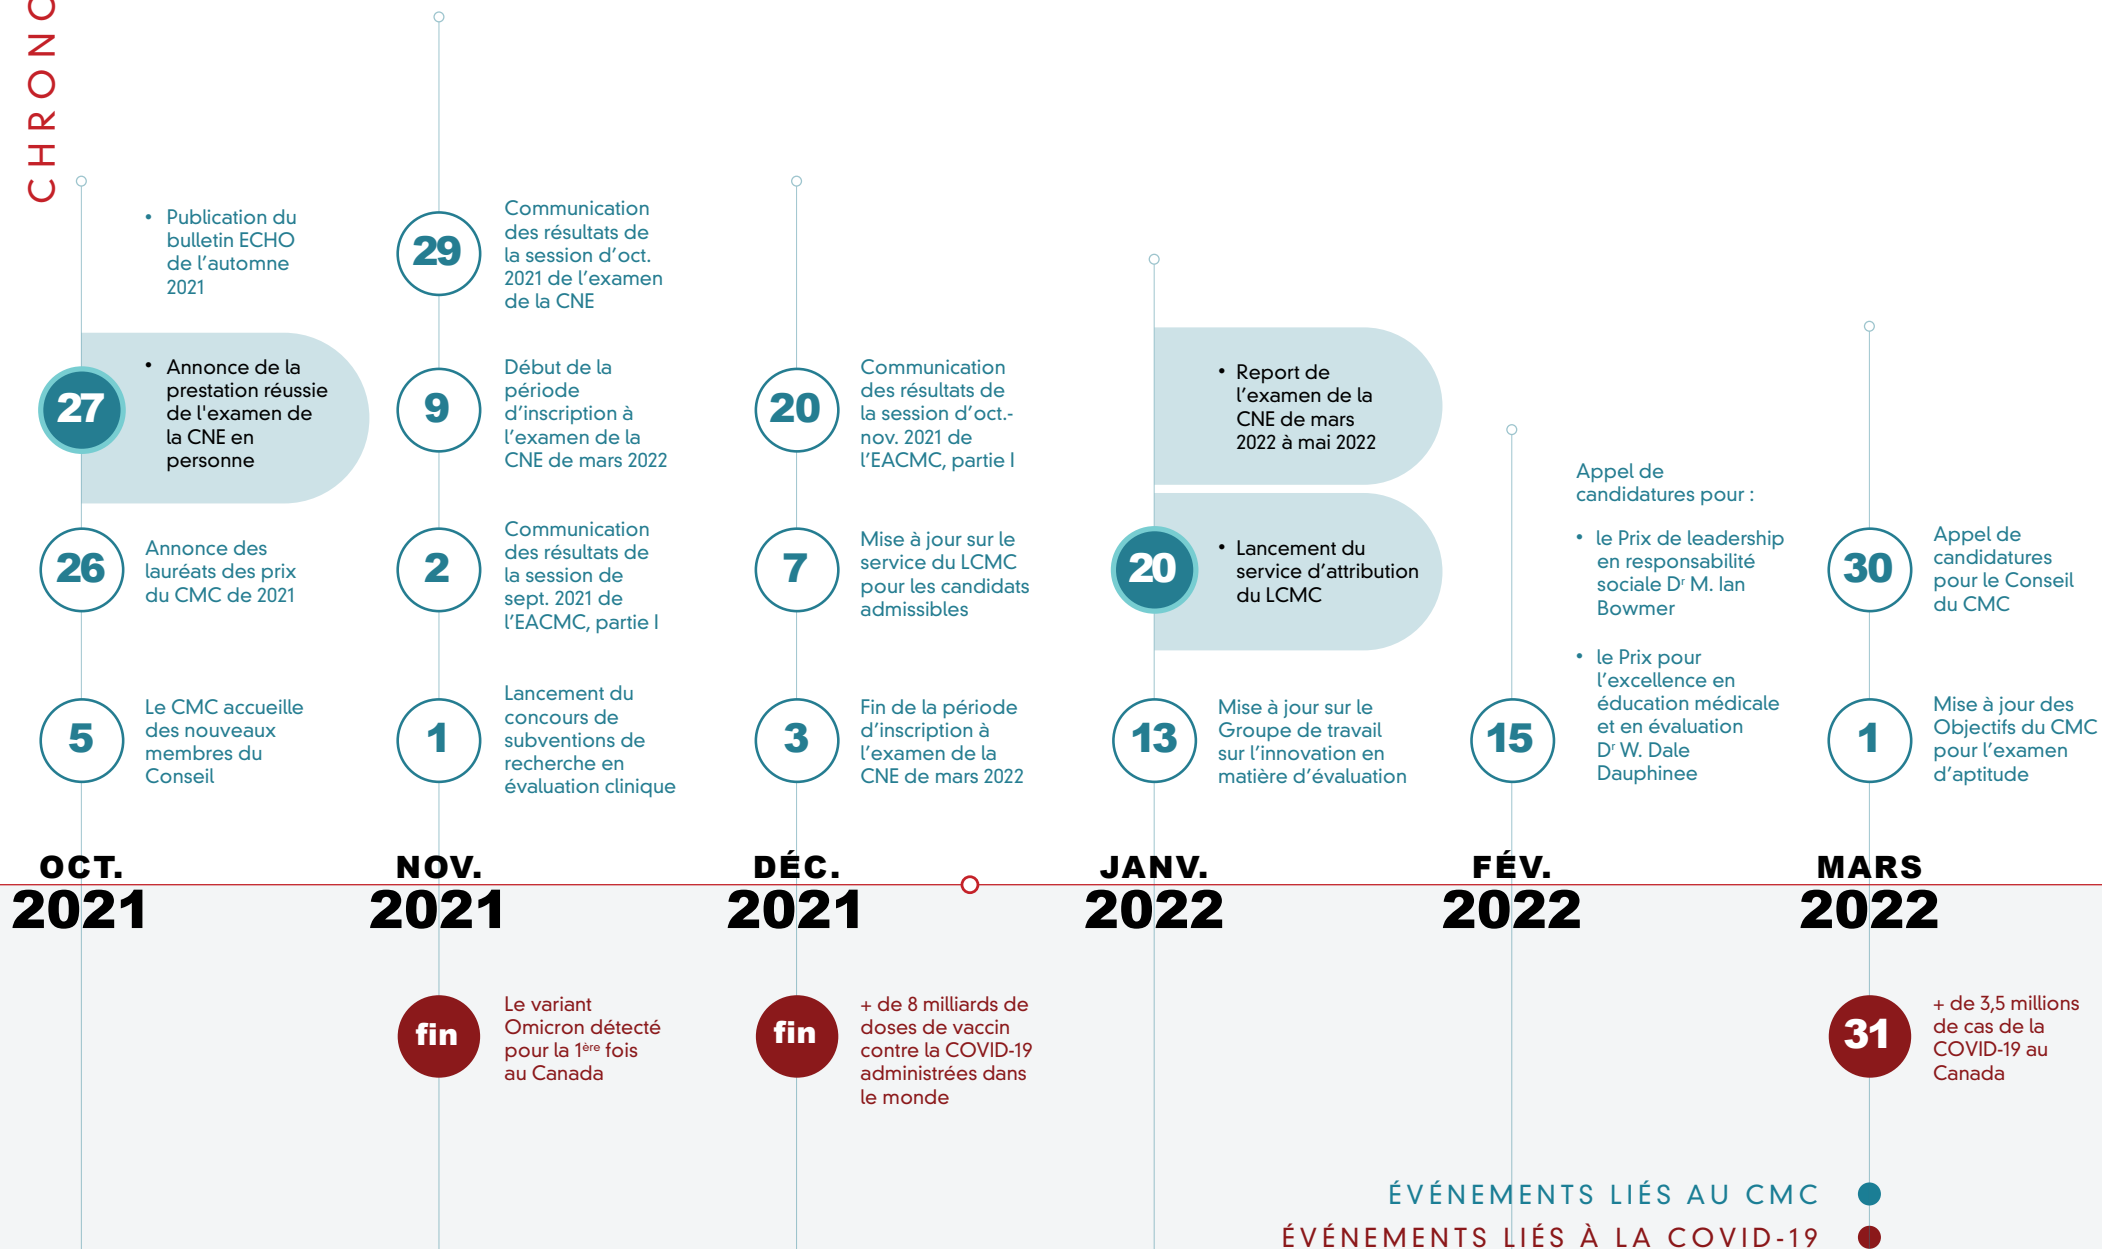 CHRONO
• Publication du
bulletin ECHO
de l’automne
2021
27
• Annonce de la
prestation réussie
de l'examen de
la CNE en
personne
26
Annonce des
lauréats des prix
du CMC de 2021
5
Le CMC accueille
des nouveaux
membres du
Conseil
OCT.
2021
29
Communication
des résultats de
la session d’oct.
2021 de l’examen
de la CNE
9
Début de la
période
d’inscription à
l’examen de la
CNE de mars 2022
2
Communication
des résultats de
la session de
sept. 2021 de
l’EACMC, partie I
1
Lancement du
concours de
subventions de
recherche en
évaluation clinique
NOV.
2021
fin
Le variant
Omicron détecté
pour la 1ère fois
au Canada
20
Communication
des résultats de
la session d’oct.-
nov. 2021 de
l’EACMC, partie I
7
Mise à jour sur le
service du LCMC
pour les candidats
admissibles
3
Fin de la période
d’inscription à
l’examen de la
CNE de mars 2022
DÉC.
2021
fin
+ de 8 milliards de
doses de vaccin
contre la COVID-19
administrées dans
le monde
• Report de
l’examen de la
CNE de mars
2022 à mai 2022
20
• Lancement du
service d’attribution
du LCMC
13
Mise à jour sur le
Groupe de travail
sur l’innovation en
matière d’évaluation
JANV.
2022
15
Appel de
candidatures pour :
• le Prix de leadership
en responsabilité
sociale Dr M. Ian
Bowmer
• le Prix pour
l’excellence en
éducation médicale
et en évaluation
Dr W. Dale
Dauphinee
FÉV.
2022
30
Appel de
candidatures
pour le Conseil
du CMC
1
Mise à jour des
Objectifs du CMC
pour l’examen
d’aptitude
MARS
2022
31
+ de 3,5 millions
de cas de la
COVID-19 au
Canada
ÉVÉNEMENTS LIÉS AU CMC
ÉVÉNEMENTS LIÉS À LA COVID-19